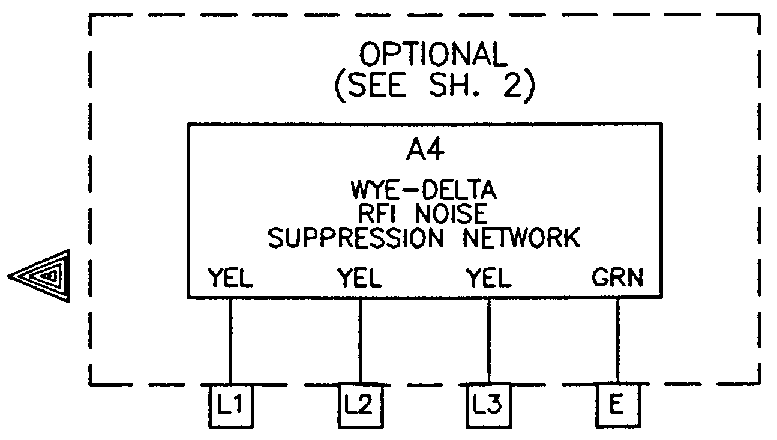 OPTIONAL
(SEE SH. 2)
A4
WYE-DELTA
RFI NOISE
SUPPRESSION NETWORK
YEL YEL YEL GRN
L1 L2 L3 E